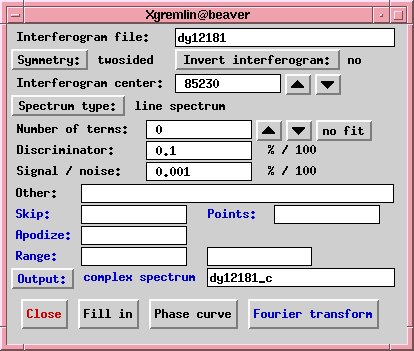 Xgremlin@beaver
Interferogram file: dy12181
Symmetry: twosided Invert interferogram: no
Interferogram center: 85230
Spectrum type: line spectrum
Number of terms: 0 no fit
Discriminator: 0.1 % / 100
Signal / noise: 0.001 % / 100
Other:
Skip: Points:
Apodize:
Range:
Output: complex spectrum dy12181_c
Close Fill in Phase curve Fourier transform